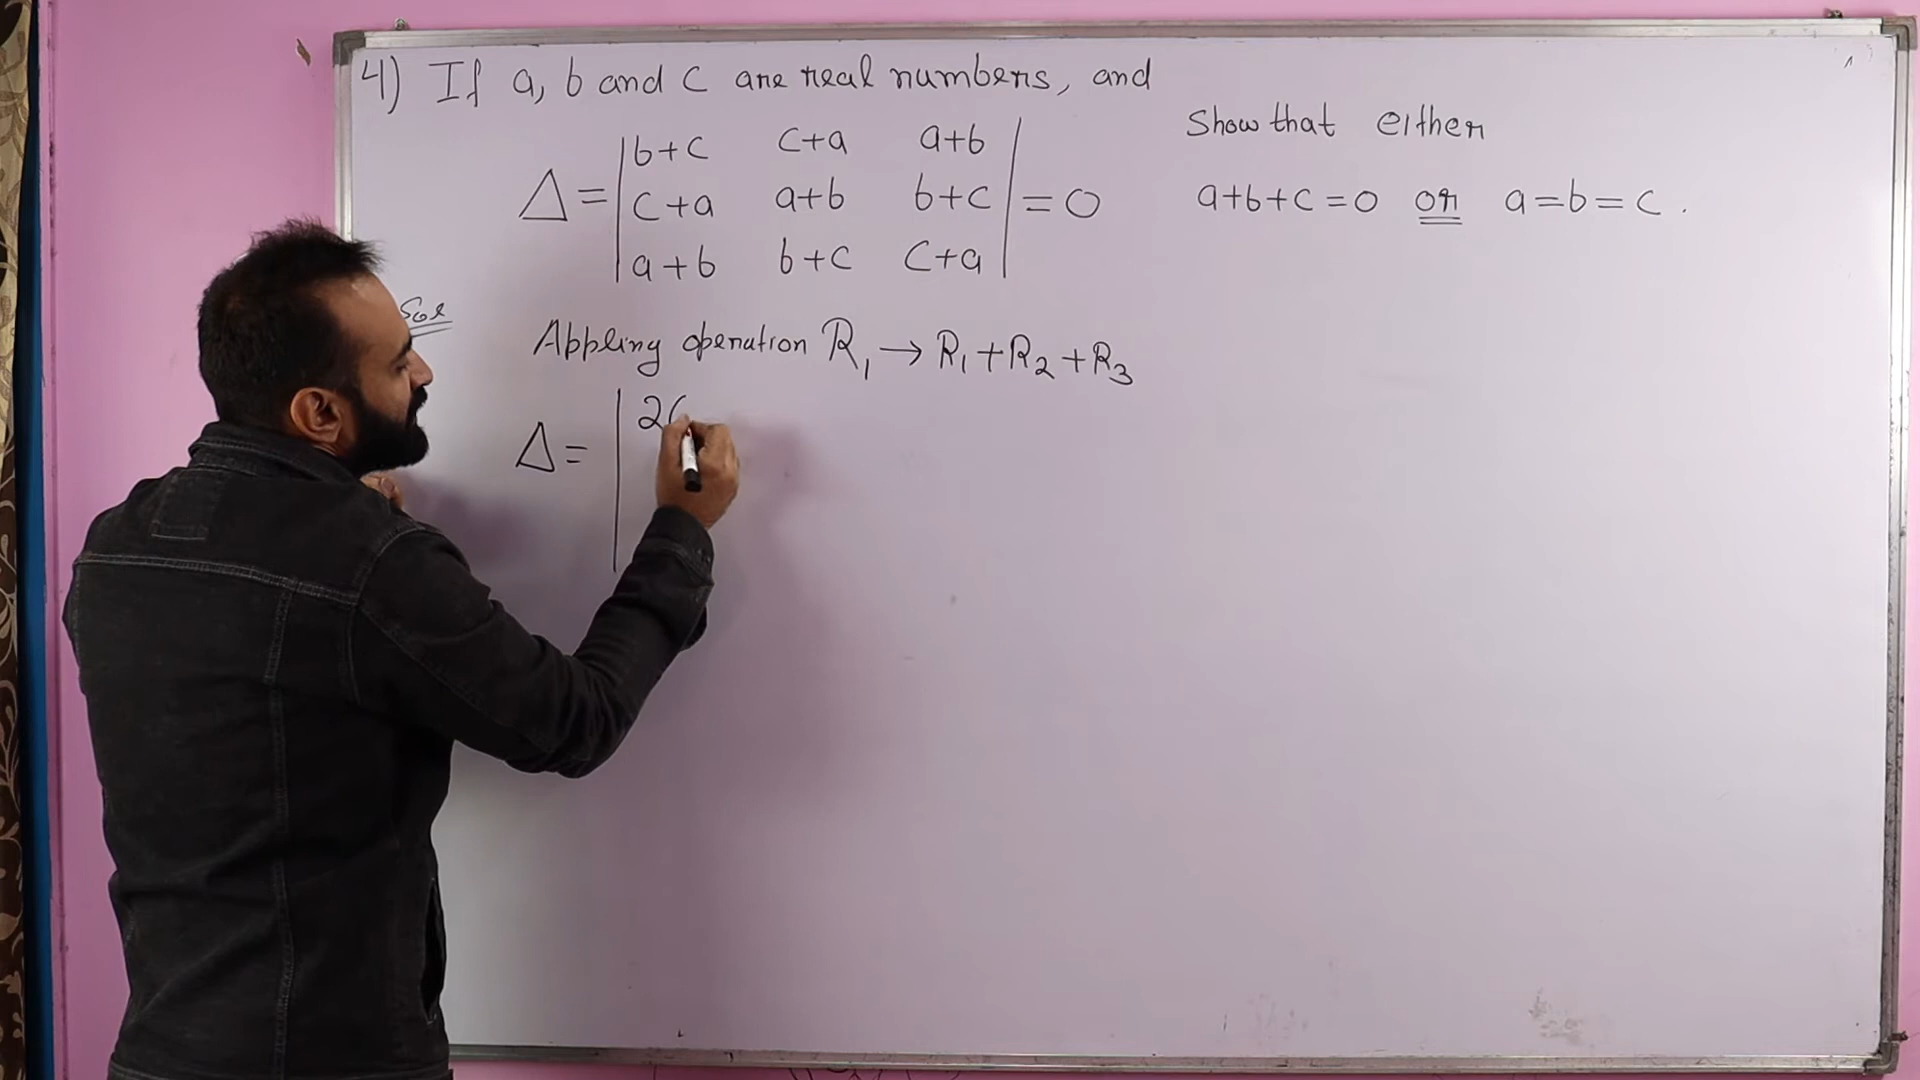 4) If a, b and c are real numbers, and
Show that either
Δ = | b+c c+a a+b |
| c+a a+b b+c | = 0 a+b+c=0 or a=b=c.
| a+b b+c c+a |
Sol
Appling operation R₁ → R₁+R₂+R₃
Δ = | 2(